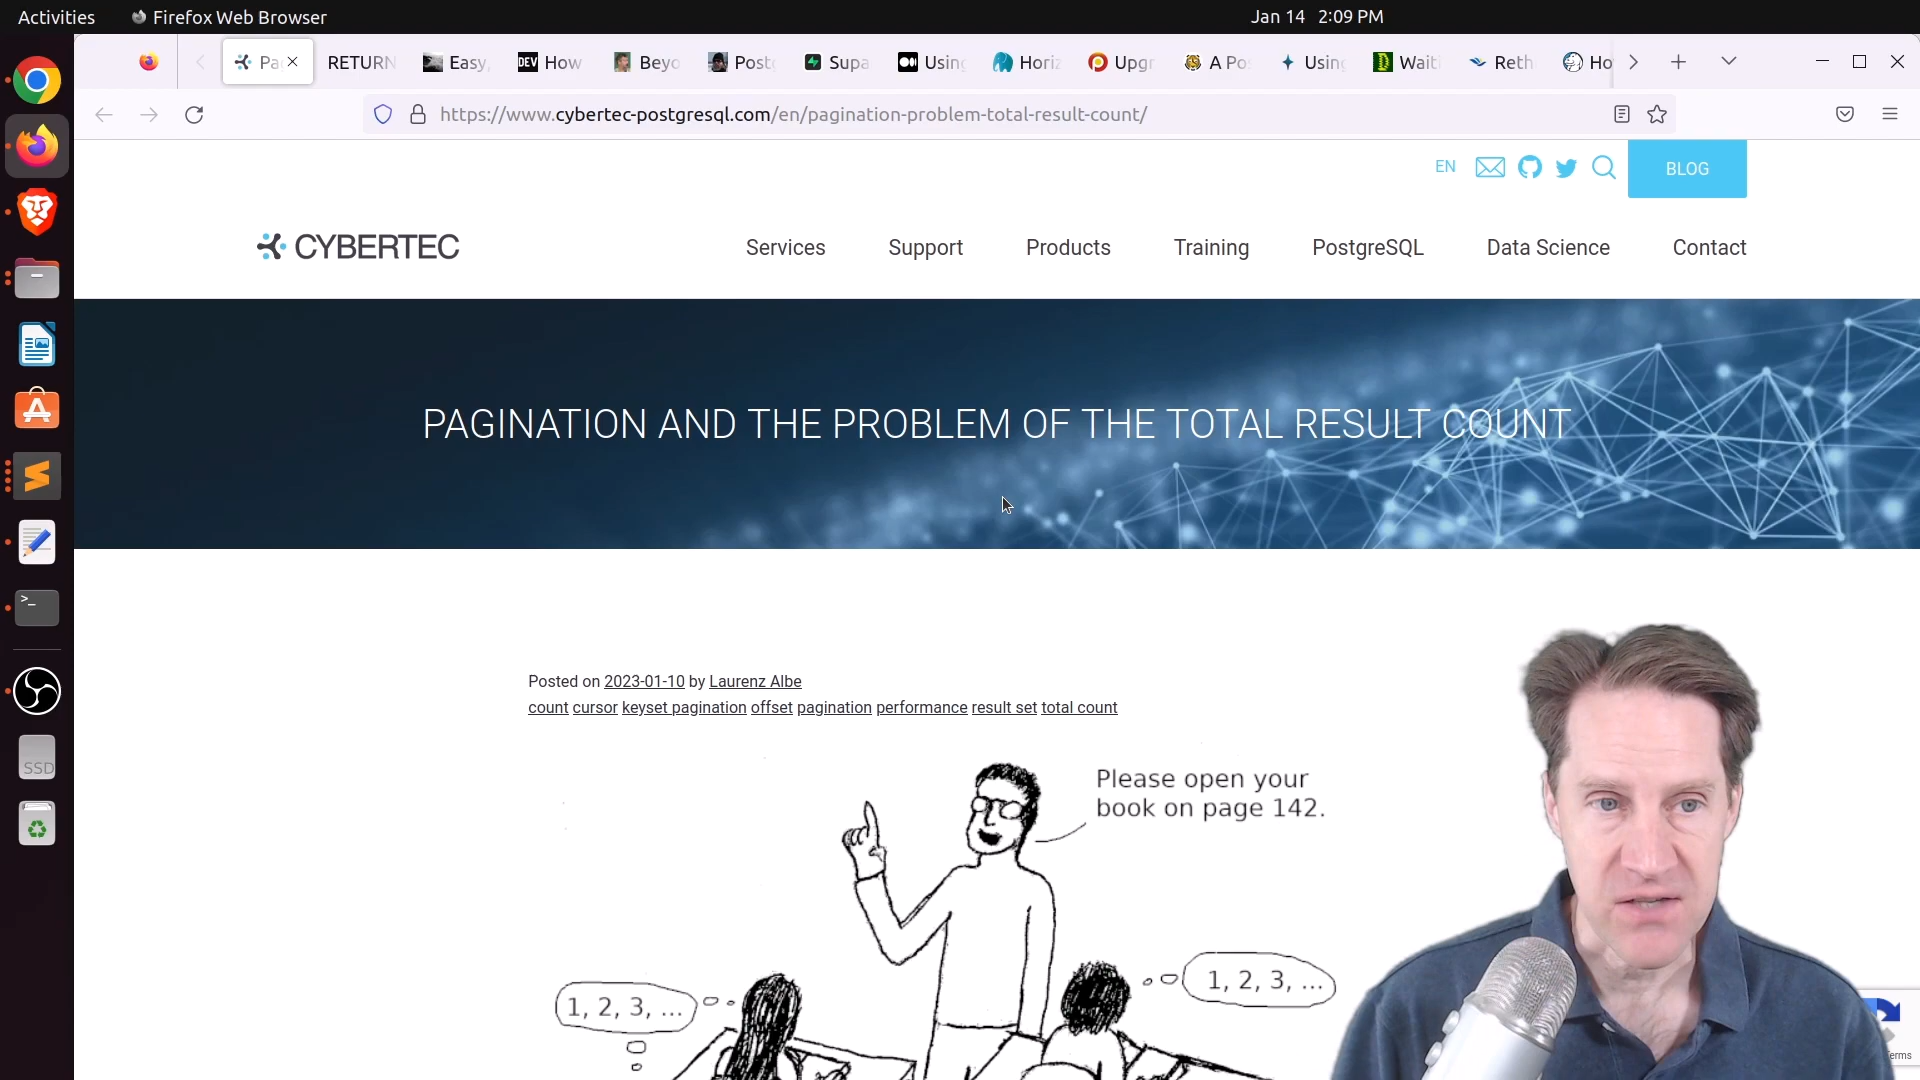 Activities Firefox Web Browser Jan 14 2:09 PM
Pa RETURN Easy, DEV How Beyo Post Supa Using Horiz Upgr A Po Using Wait Reth Ho
https://www.cybertec-postgresql.com/en/pagination-problem-total-result-count/
EN BLOG
CYBERTEC Services Support Products Training PostgreSQL Data Science Contact
PAGINATION AND THE PROBLEM OF THE TOTAL RESULT COUNT
Posted on 2023-01-10 by Laurenz Albe
count cursor keyset pagination offset pagination performance result set total count
Please open your
book on page 142.
1, 2, 3, ...
1, 2, 3, ...
SSD